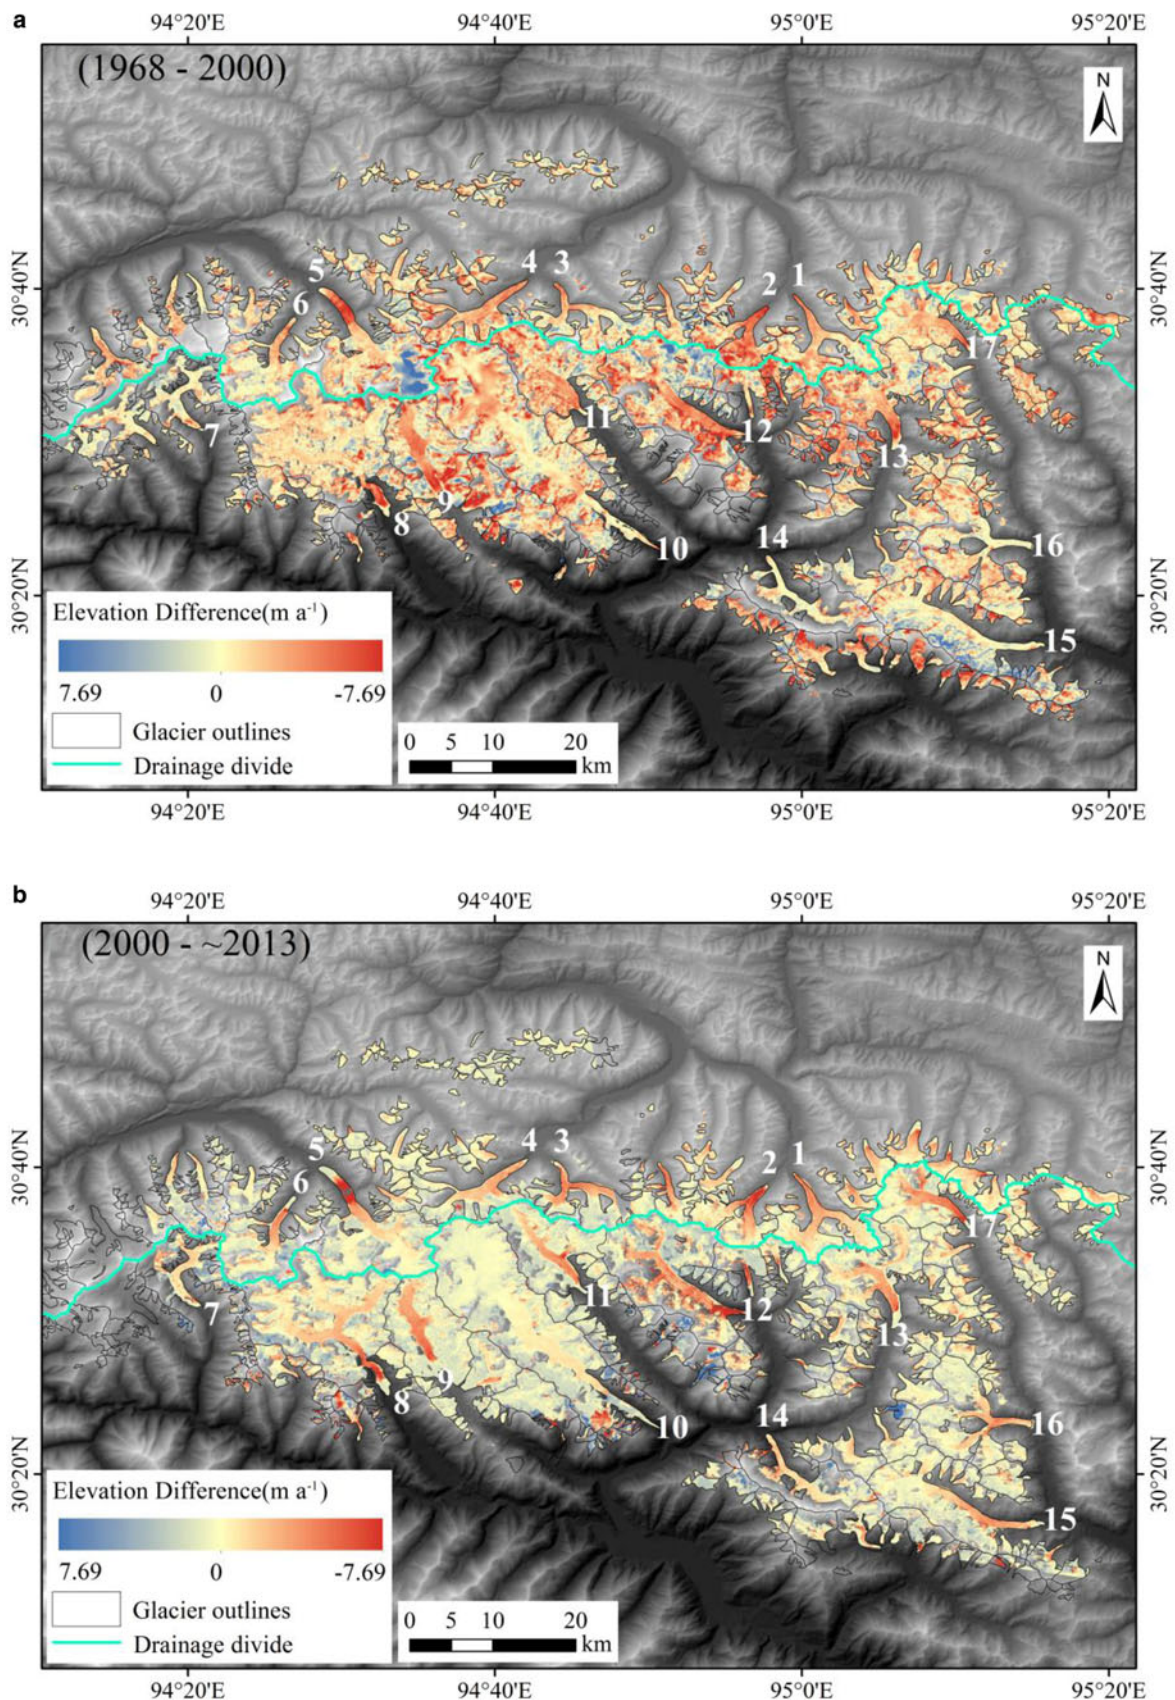 a
94°20'E 94°40'E 95°0'E 95°20'E
(1968 - 2000)
N
30°40'N 30°40'N
5 4 3 2 1
6
17
7 11 12 13
9
8
10 14 16
30°20'N 30°20'N
15
Elevation Difference(m a⁻¹)
7.69 0 -7.69
Glacier outlines
Drainage divide
0 5 10 20
km
94°20'E 94°40'E 95°0'E 95°20'E
b
94°20'E 94°40'E 95°0'E 95°20'E
(2000 - ~2013)
N
30°40'N 30°40'N
5 4 3 2 1
6
17
7 11 12
13
9
8
10 14 16
30°20'N 30°20'N
15
Elevation Difference(m a⁻¹)
7.69 0 -7.69
Glacier outlines
Drainage divide
0 5 10 20
km
94°20'E 94°40'E 95°0'E 95°20'E